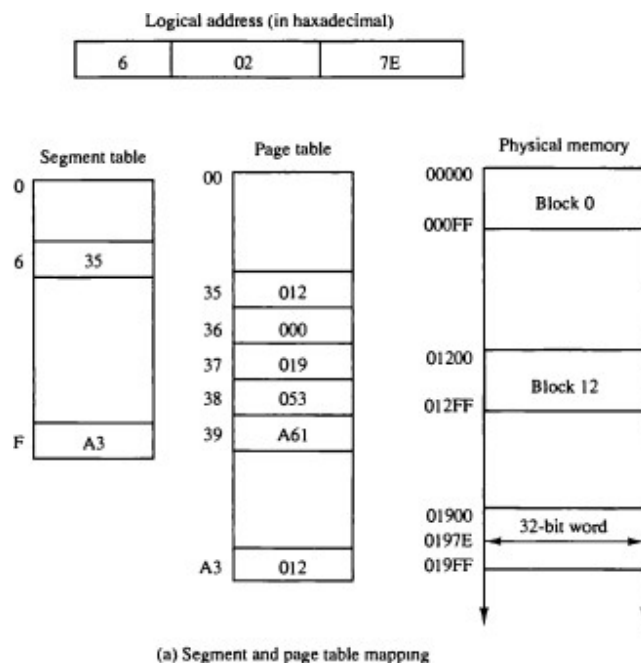 Logical address (in haxadecimal)
6 02 7E
Segment table
0
6 35
F A3
Page table
00
35 012
36 000
37 019
38 053
39 A61
A3 012
Physical memory
00000
Block 0
000FF
01200
Block 12
012FF
01900
32-bit word
0197E
019FF
(a) Segment and page table mapping